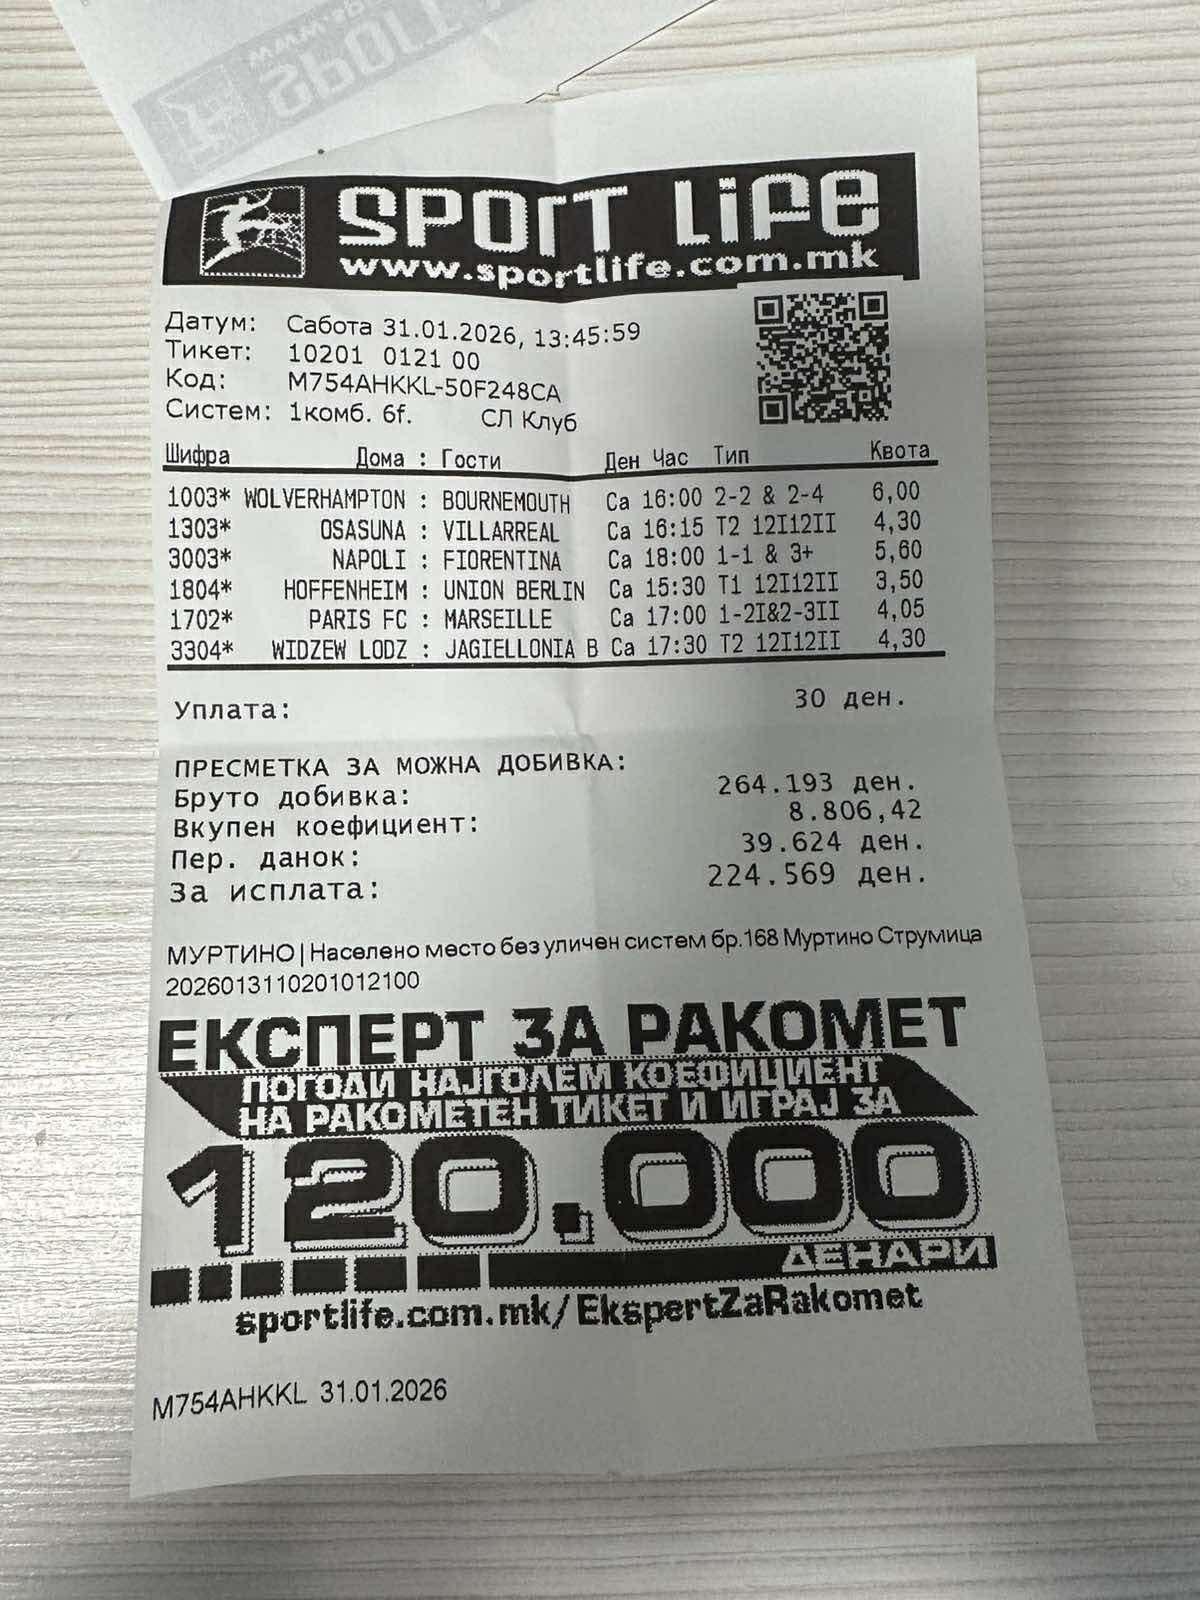 SPORT LIFE
www.sportlife.com.mk
Датум: Сабота 31.01.2026, 13:45:59
Тикет: 10201 0121 00
Код: M754AHKKL-50F248CA
Систем: 1комб. 6f. СЛ Клуб
Шифра Дома : Гости Ден Час Тип Квота
1003* WOLVERHAMPTON : BOURNEMOUTH Са 16:00 2-2 & 2-4 6,00
1303* OSASUNA : VILLARREAL Са 16:15 T2 12I12II 4,30
3003* NAPOLI : FIORENTINA Са 18:00 1-1 & 3+ 5,60
1804* HOFFENHEIM : UNION BERLIN Са 15:30 T1 12I12II 3,50
1702* PARIS FC : MARSEILLE Са 17:00 1-2I&2-3II 4,05
3304* WIDZEW LODZ : JAGIELLONIA B Са 17:30 T2 12I12II 4,30
Уплата: 30 ден.
ПРЕСМЕТКА ЗА МОЖНА ДОБИВКА:
Бруто добивка: 264.193 ден.
Вкупен коефициент: 8.806,42
Пер. данок: 39.624 ден.
За исплата: 224.569 ден.
МУРТИНО | Населено место без уличен систем бр.168 Муртино Струмица
2026013110201012100
ЕКСПЕРТ ЗА РАКОМЕТ
ПОГОДИ НАЈГОЛЕМ КОЕФИЦИЕНТ
НА РАКОМЕТЕН ТИКЕТ И ИГРАЈ ЗА
120.000
ДЕНАРИ
sportlife.com.mk/EkspertZaRakomet
M754AHKKL 31.01.2026